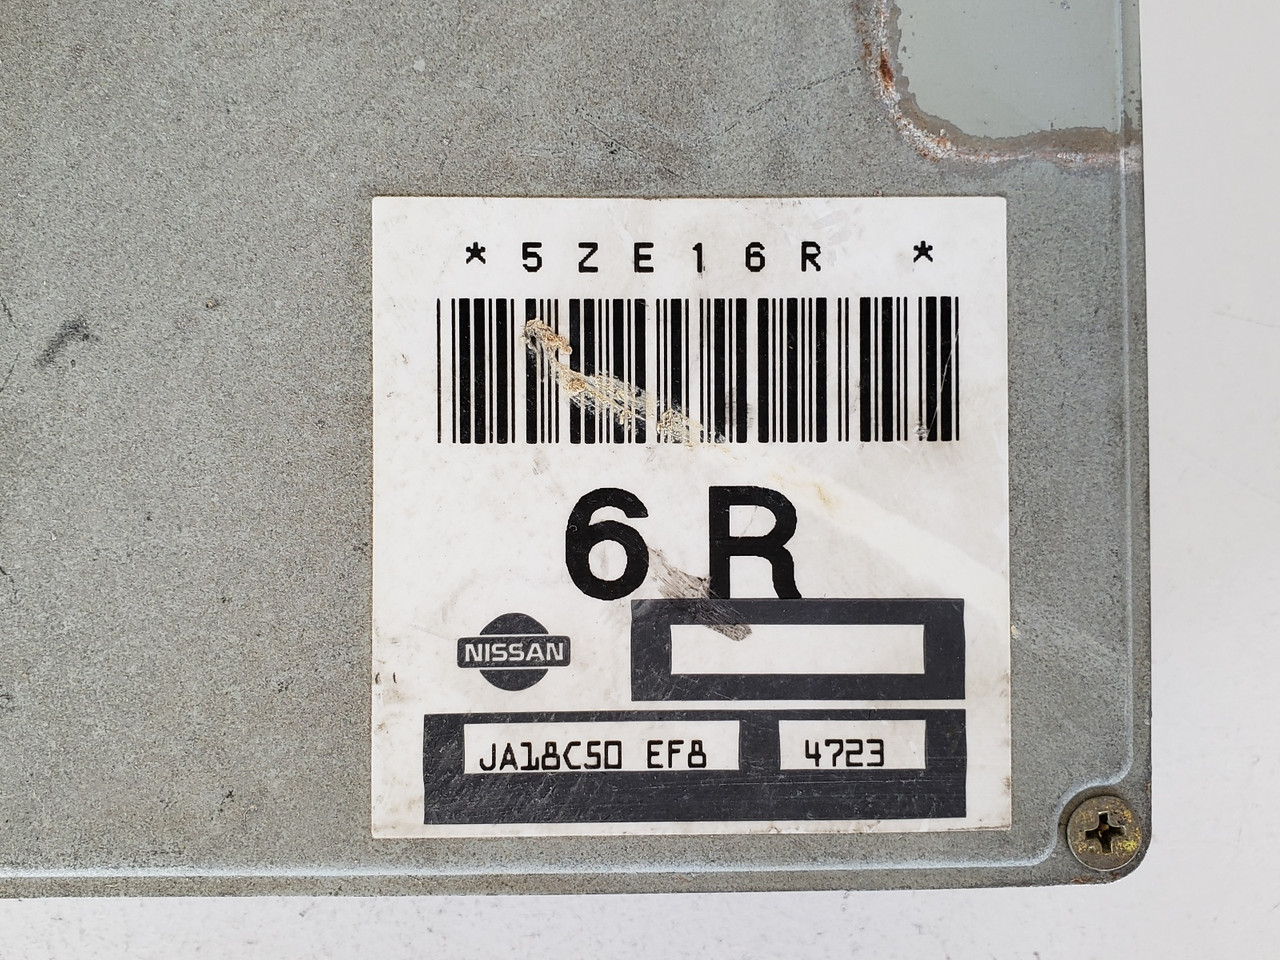 *5ZE16R *
6R
NISSAN
JA18C50 EF8 4723